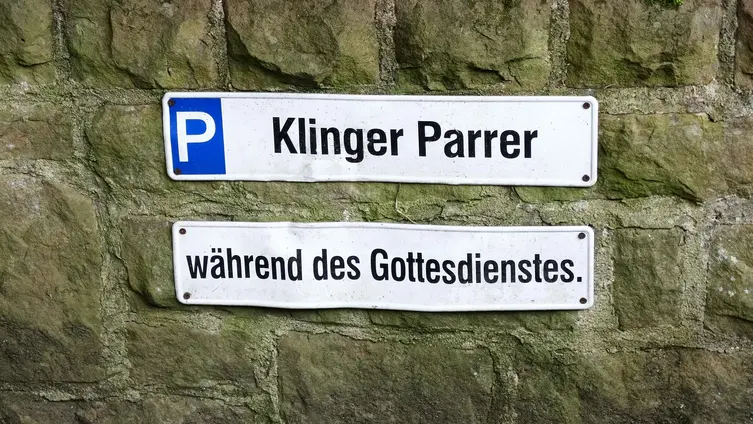 P Klinger Parrer
während des Gottesdienstes.